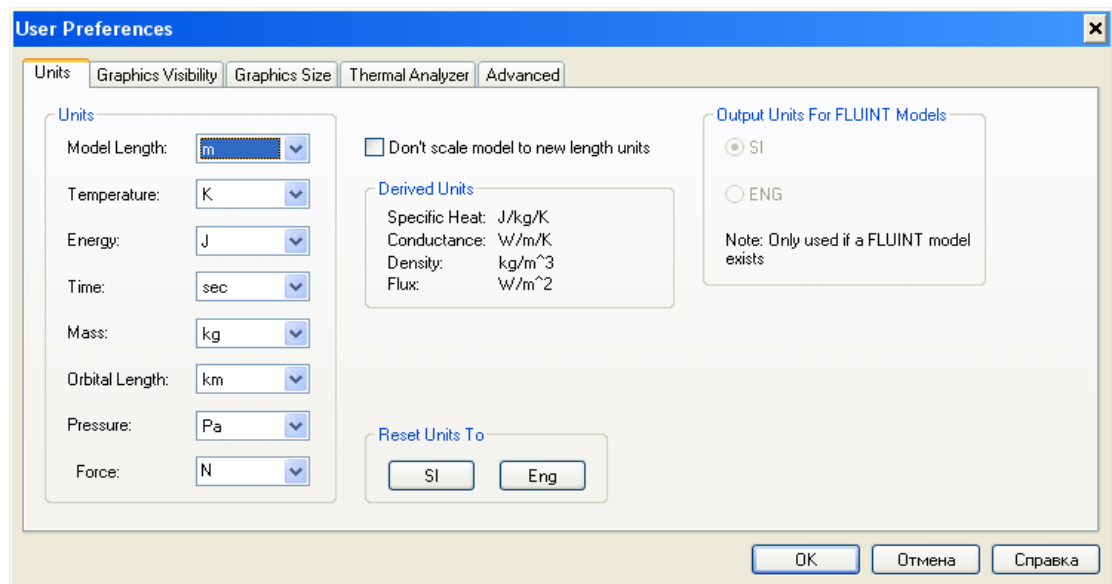 User Preferences
Units
Graphics Visibility
Graphics Size
Thermal Analyzer
Advanced
Units
Model Length: m
Temperature: K
Energy: J
Time: sec
Mass: kg
Orbital Length: km
Pressure: Pa
Force: N
Don't scale model to new length units
Derived Units
Specific Heat: J/kg/K
Conductance: W/m/K
Density: kg/m^3
Flux: W/m^2
Reset Units To
SI
Eng
Output Units For FLUINT Models
SI
ENG
Note: Only used if a FLUINT model
exists
OK
Отмена
Справка